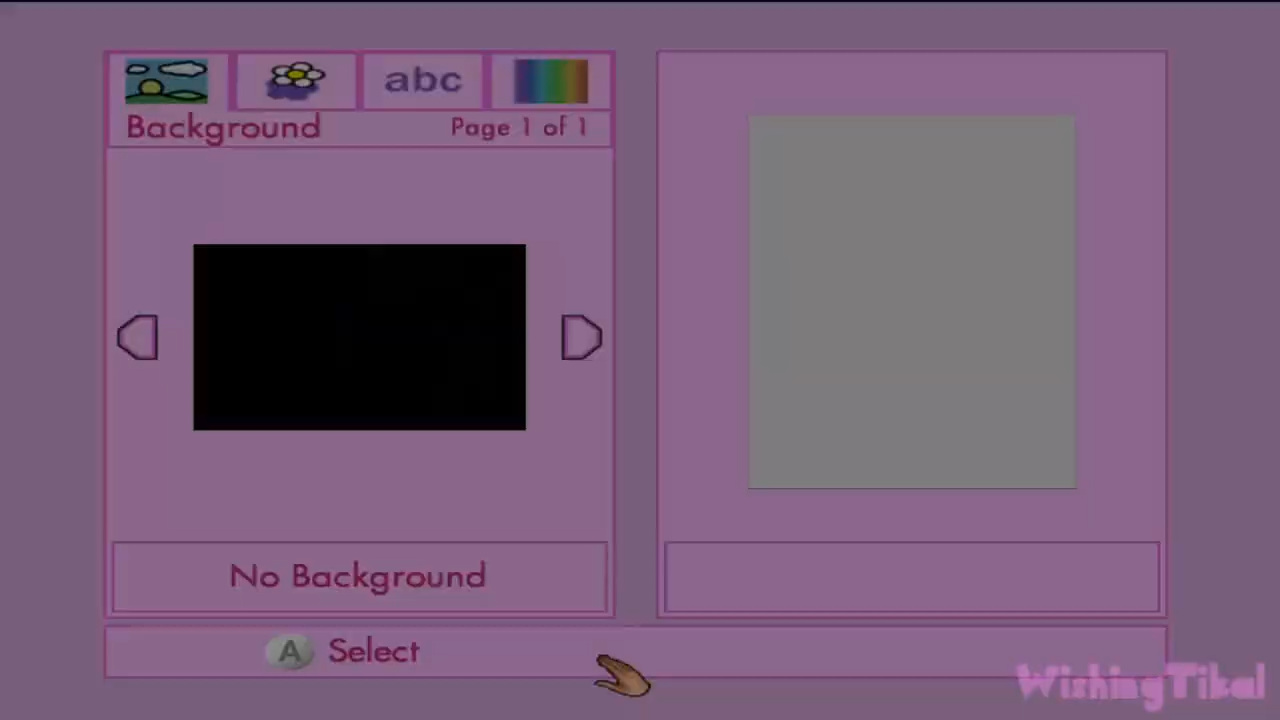 abc
Background
Page 1 of 1
No Background
A Select
WishingTikal